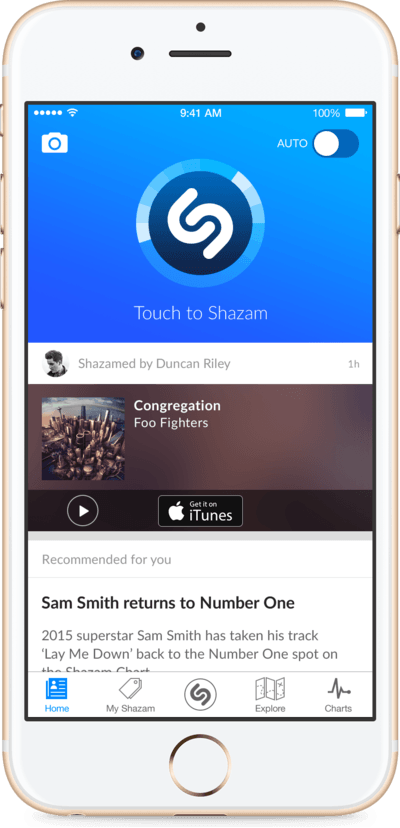 9:41 AM
100%
AUTO
Touch to Shazam
Shazamed by Duncan Riley
1h
Congregation
Foo Fighters
Get it on
iTunes
Recommended for you
Sam Smith returns to Number One
2015 superstar Sam Smith has taken his track
'Lay Me Down' back to the Number One spot on
the Shazam Chart
Home
My Shazam
Explore
Charts